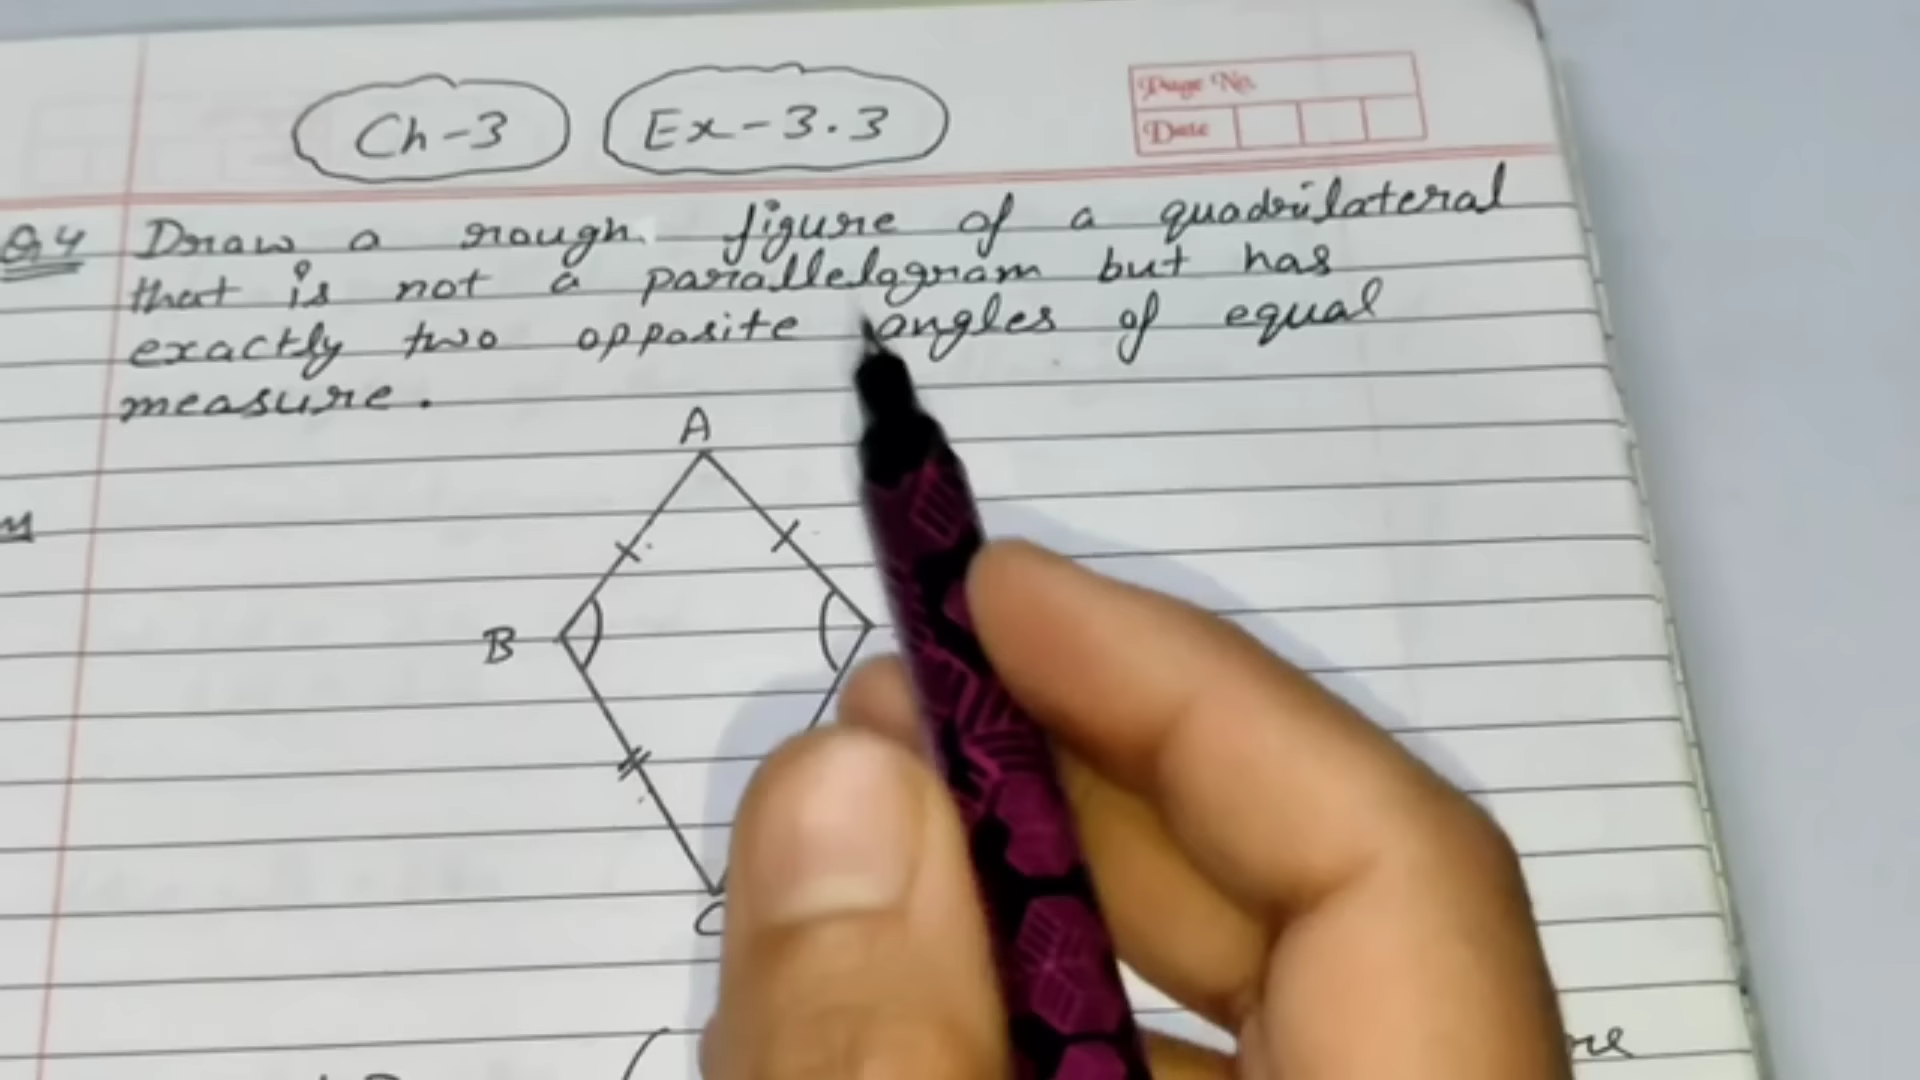 Ch-3 Ex-3.3
Page No.
Date
Q.4 Draw a rough figure of a quadrilateral
that is not a parallelogram but has
exactly two opposite angles of equal
measure.
A
B
C